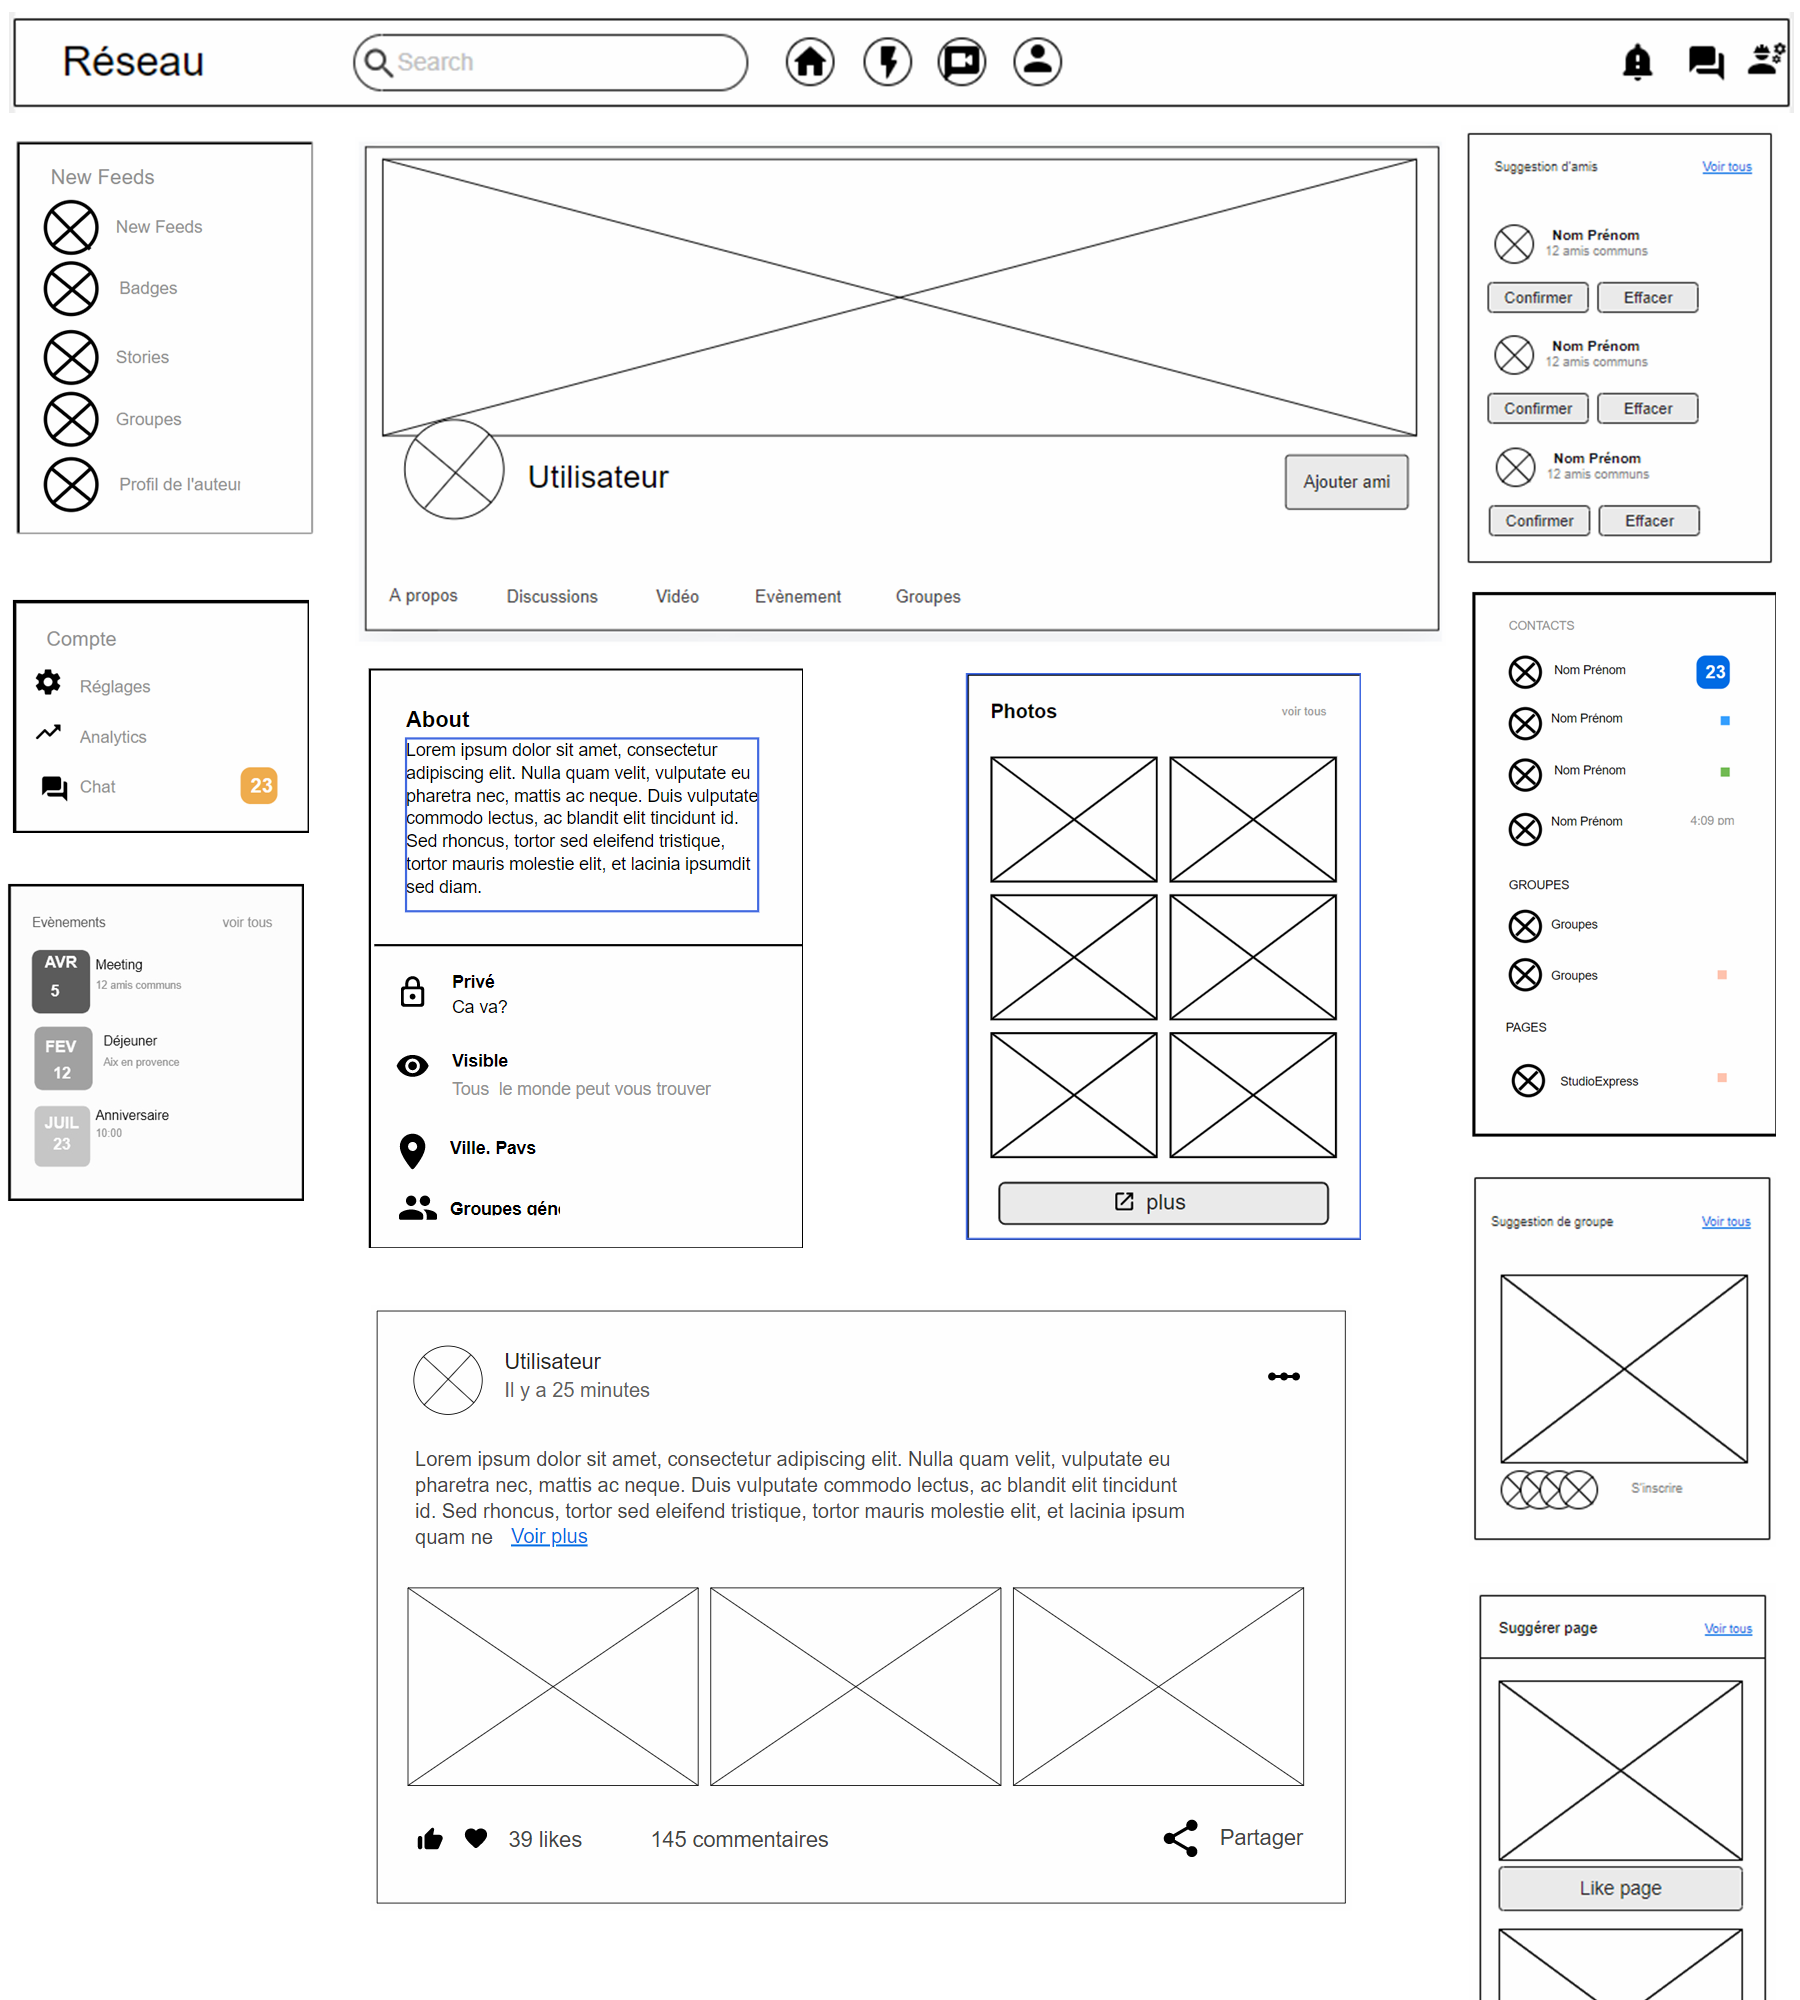 Réseau
Search
New Feeds
New Feeds
Badges
Stories
Groupes
Profil de l'auteur
Compte
Réglages
Analytics
Chat
23
Evènements
voir tous
AVR
5
Meeting
12 amis communs
FEV
12
Déjeuner
Aix en provence
JUIL
23
Anniversaire
10:00
Utilisateur
Ajouter ami
A propos
Discussions
Vidéo
Evènement
Groupes
About
Lorem ipsum dolor sit amet, consectetur
adipiscing elit. Nulla quam velit, vulputate eu
pharetra nec, mattis ac neque. Duis vulputate
commodo lectus, ac blandit elit tincidunt id.
Sed rhoncus, tortor sed eleifend tristique,
tortor mauris molestie elit, et lacinia ipsumdit
sed diam.
Privé
Ca va?
Visible
Tous le monde peut vous trouver
Ville. Pays
Groupes
Photos
voir tous
plus
Utilisateur
Il y a 25 minutes
Lorem ipsum dolor sit amet, consectetur adipiscing elit. Nulla quam velit, vulputate eu
pharetra nec, mattis ac neque. Duis vulputate commodo lectus, ac blandit elit tincidunt
id. Sed rhoncus, tortor sed eleifend tristique, tortor mauris molestie elit, et lacinia ipsum
quam ne Voir plus
39 likes
145 commentaires
Partager
Suggestion d'amis
Voir tous
Nom Prénom
12 amis communs
Confirmer
Effacer
Nom Prénom
12 amis communs
Confirmer
Effacer
Nom Prénom
12 amis communs
Confirmer
Effacer
CONTACTS
Nom Prénom
23
Nom Prénom
Nom Prénom
Nom Prénom
4:09 pm
GROUPES
Groupes
Groupes
PAGES
StudioExpress
Suggestion de groupe
Voir tous
S'inscrire
Suggérer page
Voir tous
Like page